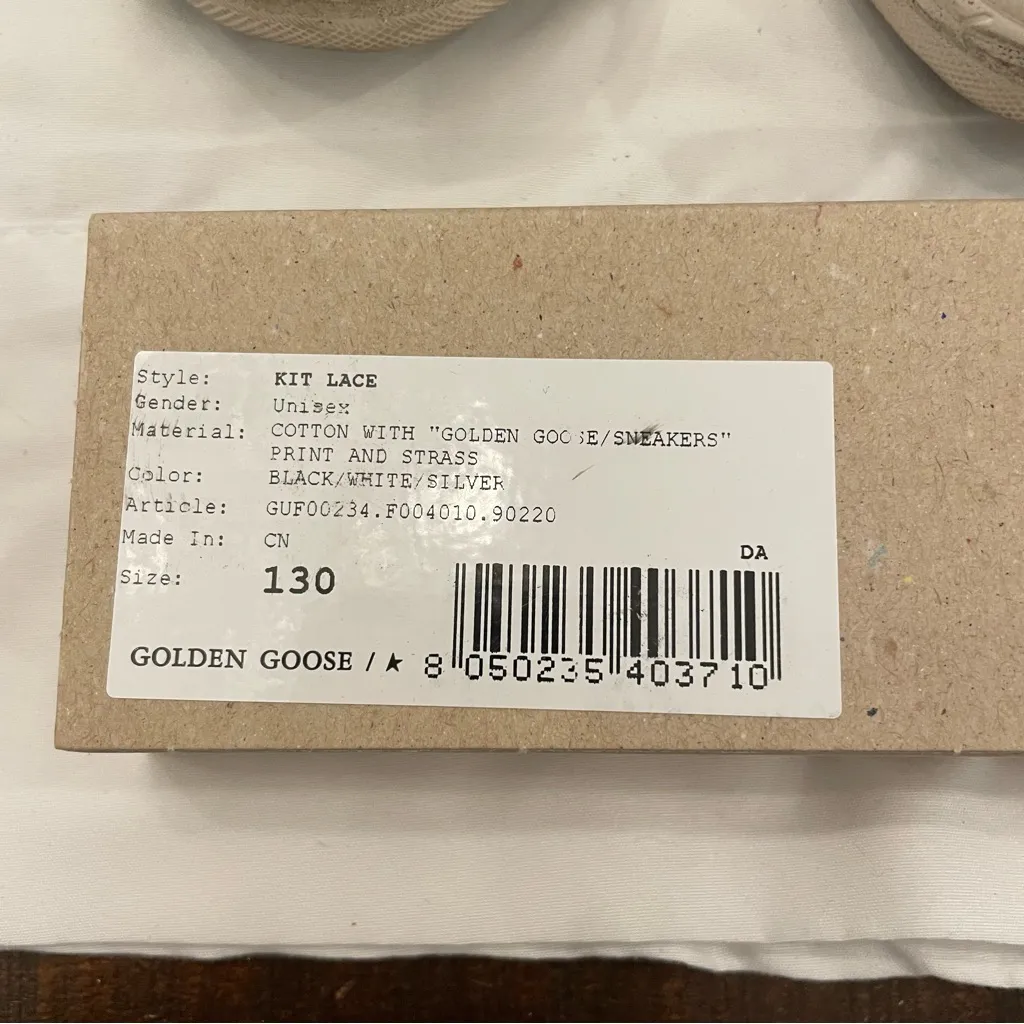 Style: KIT LACE
Gender: Unisex
Material: COTTON WITH "GOLDEN GOOSE/SNEAKERS"
PRINT AND STRASS
Color: BLACK/WHITE/SILVER
Article: GUF00234.F004010.90220
Made In: CN
DA
Size: 130
GOLDEN GOOSE / ★ 8 050235 403710